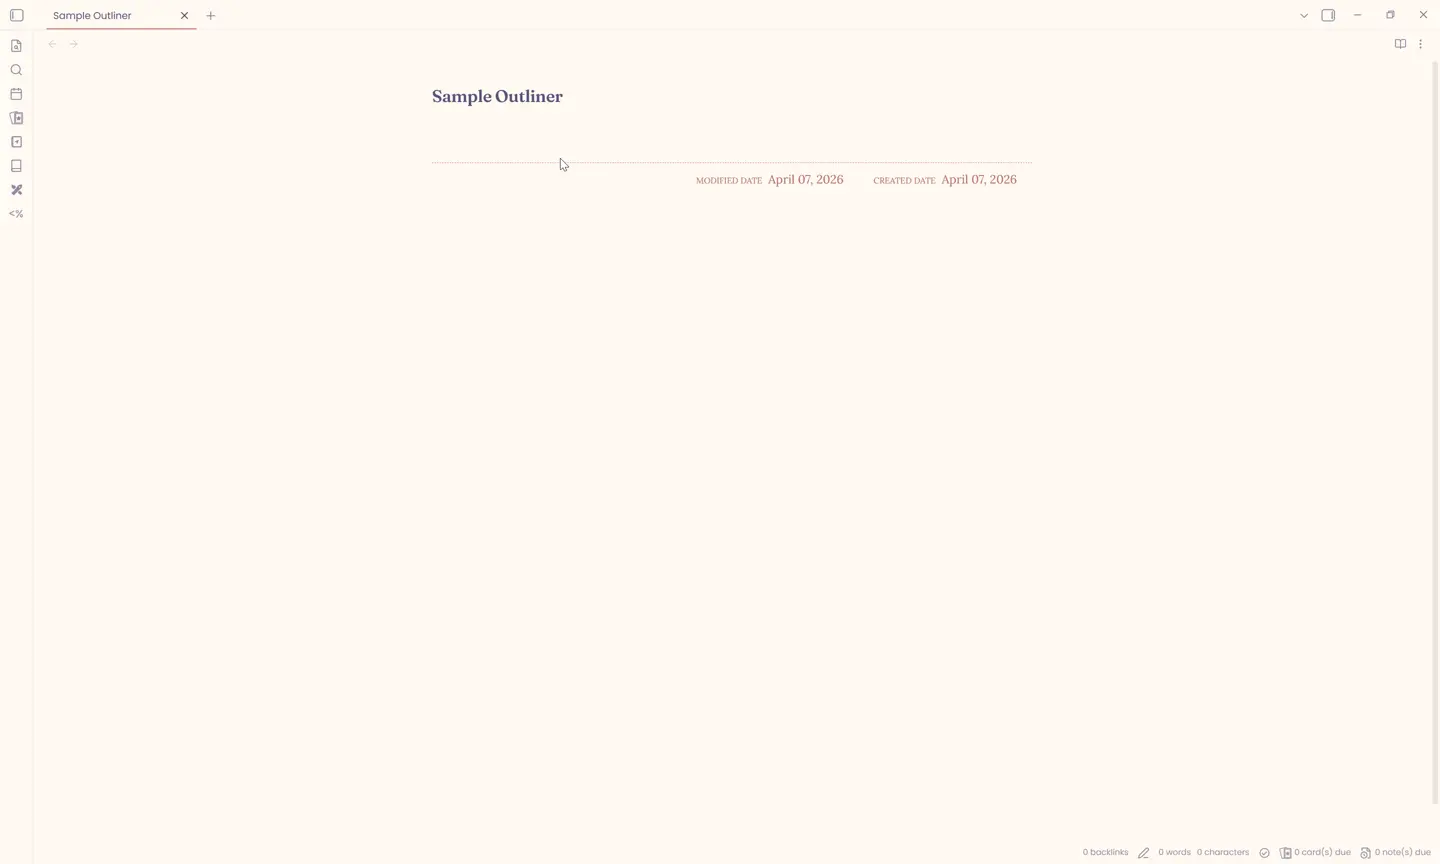 Sample Outliner
Sample Outliner
MODIFIED DATE April 07, 2026 CREATED DATE April 07, 2026
<%
0 backlinks 0 words 0 characters 0 card(s) due 0 note(s) due